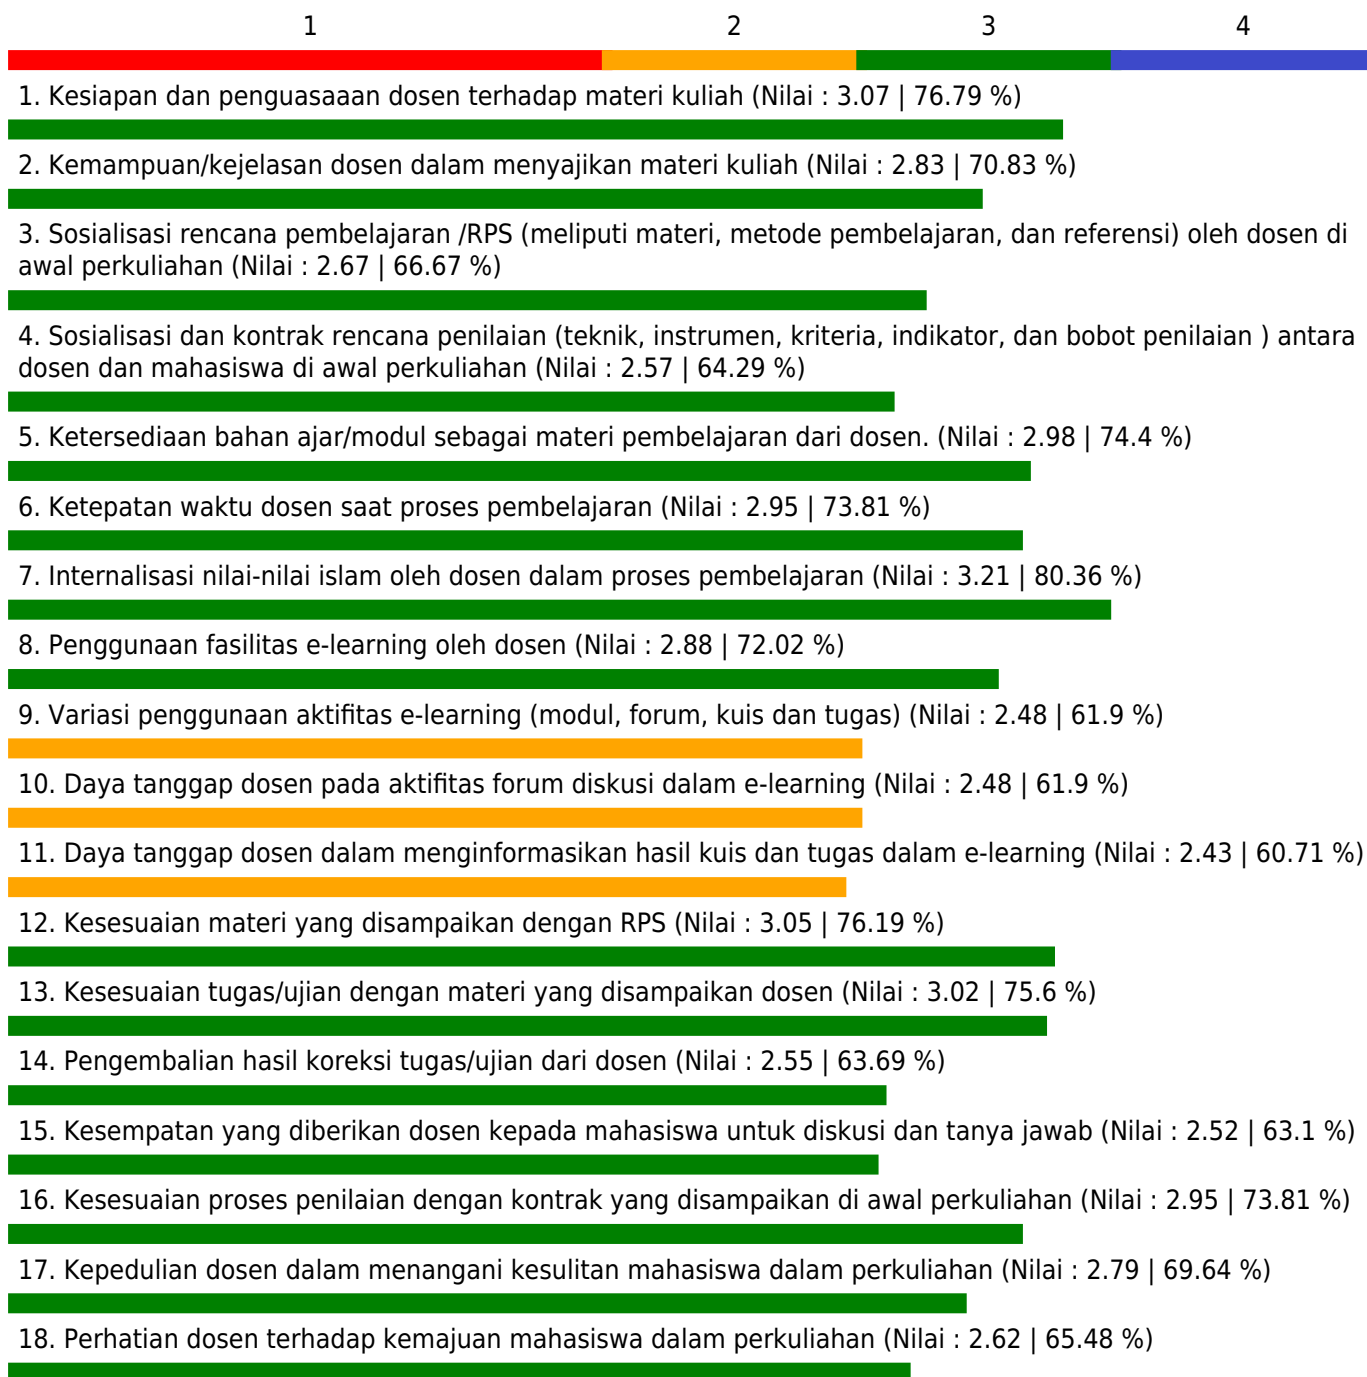 1 2 3 4
1. Kesiapan dan penguasaaan dosen terhadap materi kuliah (Nilai : 3.07 | 76.79 %)
2. Kemampuan/kejelasan dosen dalam menyajikan materi kuliah (Nilai : 2.83 | 70.83 %)
3. Sosialisasi rencana pembelajaran /RPS (meliputi materi, metode pembelajaran, dan referensi) oleh dosen di
awal perkuliahan (Nilai : 2.67 | 66.67 %)
4. Sosialisasi dan kontrak rencana penilaian (teknik, instrumen, kriteria, indikator, dan bobot penilaian ) antara
dosen dan mahasiswa di awal perkuliahan (Nilai : 2.57 | 64.29 %)
5. Ketersediaan bahan ajar/modul sebagai materi pembelajaran dari dosen. (Nilai : 2.98 | 74.4 %)
6. Ketepatan waktu dosen saat proses pembelajaran (Nilai : 2.95 | 73.81 %)
7. Internalisasi nilai-nilai islam oleh dosen dalam proses pembelajaran (Nilai : 3.21 | 80.36 %)
8. Penggunaan fasilitas e-learning oleh dosen (Nilai : 2.88 | 72.02 %)
9. Variasi penggunaan aktifitas e-learning (modul, forum, kuis dan tugas) (Nilai : 2.48 | 61.9 %)
10. Daya tanggap dosen pada aktifitas forum diskusi dalam e-learning (Nilai : 2.48 | 61.9 %)
11. Daya tanggap dosen dalam menginformasikan hasil kuis dan tugas dalam e-learning (Nilai : 2.43 | 60.71 %)
12. Kesesuaian materi yang disampaikan dengan RPS (Nilai : 3.05 | 76.19 %)
13. Kesesuaian tugas/ujian dengan materi yang disampaikan dosen (Nilai : 3.02 | 75.6 %)
14. Pengembalian hasil koreksi tugas/ujian dari dosen (Nilai : 2.55 | 63.69 %)
15. Kesempatan yang diberikan dosen kepada mahasiswa untuk diskusi dan tanya jawab (Nilai : 2.52 | 63.1 %)
16. Kesesuaian proses penilaian dengan kontrak yang disampaikan di awal perkuliahan (Nilai : 2.95 | 73.81 %)
17. Kepedulian dosen dalam menangani kesulitan mahasiswa dalam perkuliahan (Nilai : 2.79 | 69.64 %)
18. Perhatian dosen terhadap kemajuan mahasiswa dalam perkuliahan (Nilai : 2.62 | 65.48 %)